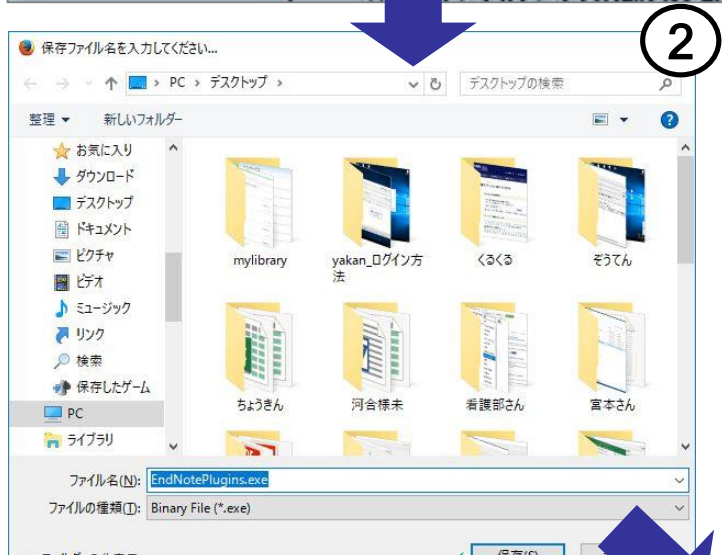 ②
保存ファイル名を入力してください...
PC › デスクトップ ›
デスクトップの検索
整理 新しいフォルダー
お気に入り
ダウンロード
デスクトップ
ドキュメント
ピクチャ
ビデオ
ミュージック
リンク
検索
保存したゲーム
PC
ライブラリ
mylibrary
yakan_ログイン方
法
くるくる
ぞうてん
ちょうきん
河合様未
看護部さん
宮本さん
ファイル名(N): EndNotePlugins.exe
ファイルの種類(T): Binary File (*.exe)
保存(S)